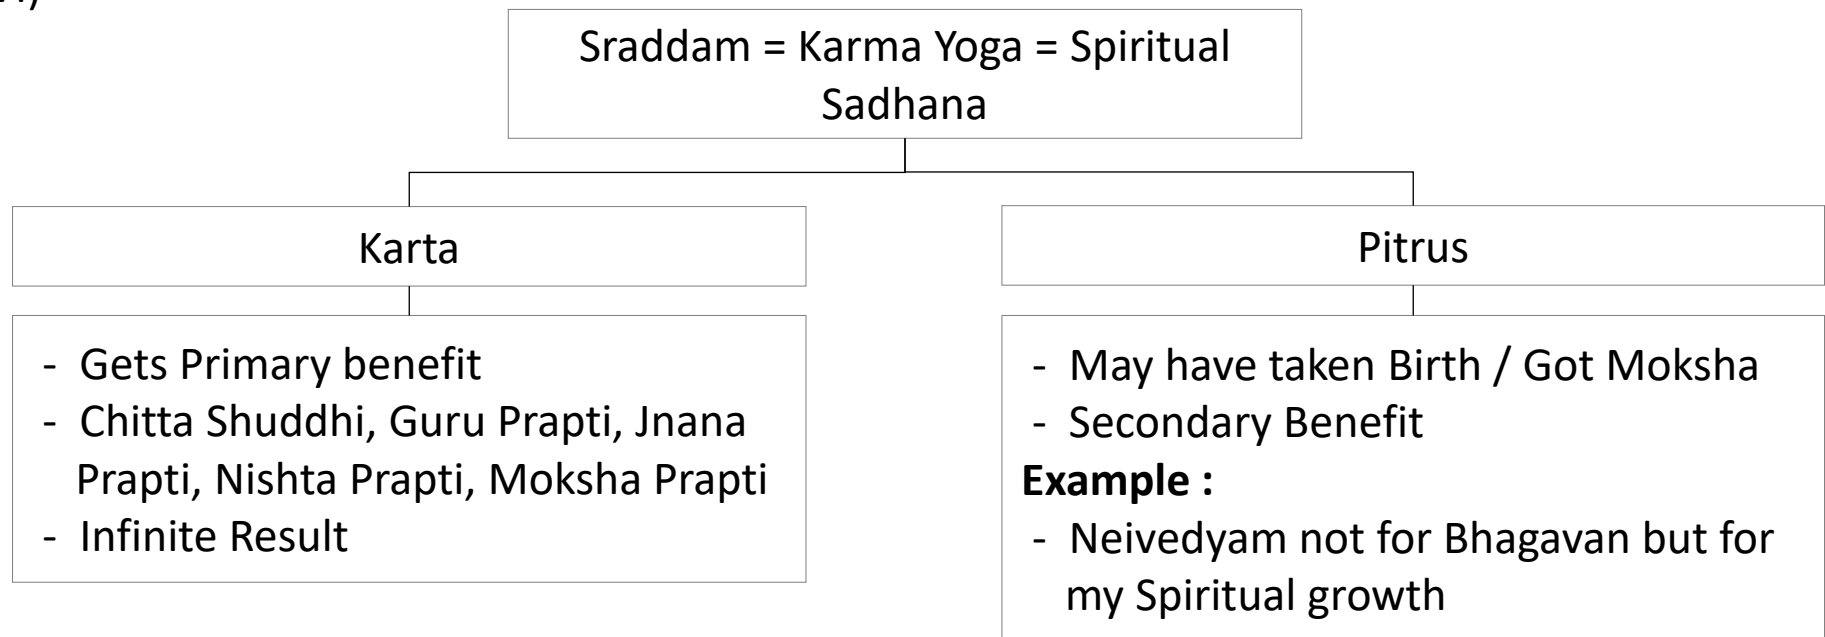 Sraddam = Karma Yoga = Spiritual
Sadhana
Karta
Pitrus
- Gets Primary benefit
- Chitta Shuddhi, Guru Prapti, Jnana
Prapti, Nishta Prapti, Moksha Prapti
- Infinite Result
- May have taken Birth / Got Moksha
- Secondary Benefit
Example :
- Neivedyam not for Bhagavan but for
my Spiritual growth